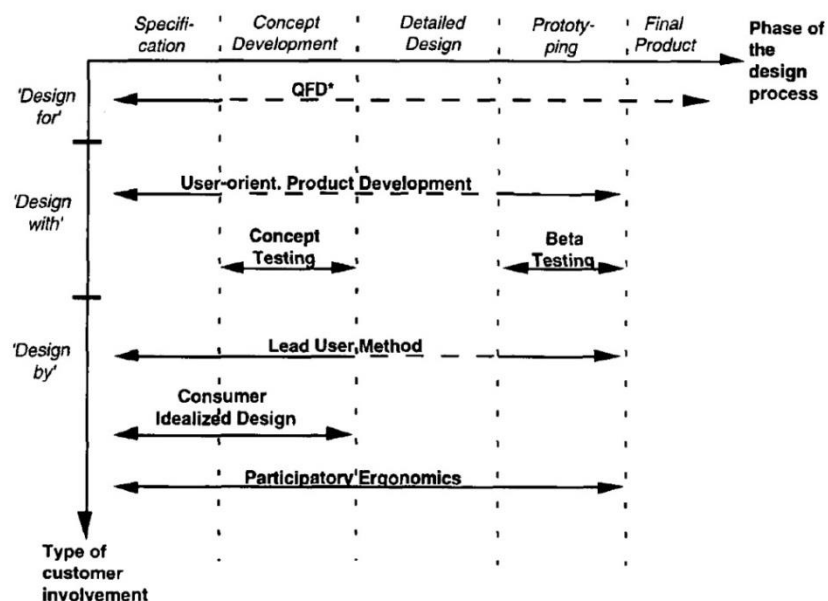 Specifi-
cation
Concept
Development
Detailed
Design
Prototy-
ping
Final
Product
Phase of
the
design
process
'Design
for'
QFD*
'Design
with'
User-orient. Product Development
Concept
Testing
Beta
Testing
'Design
by'
Lead User Method
Consumer
Idealized Design
Participatory Ergonomics
Type of
customer
involvement